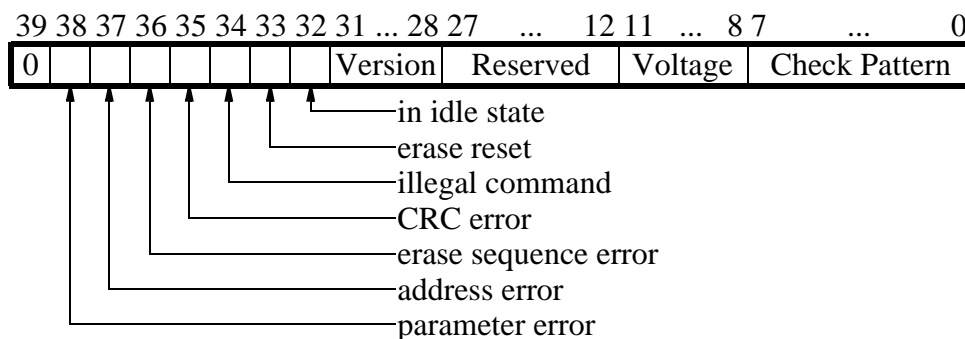 39 38 37 36 35 34 33 32 31 ... 28 27 ... 12 11 ... 8 7 ... 0
0 Version Reserved Voltage Check Pattern
in idle state
erase reset
illegal command
CRC error
erase sequence error
address error
parameter error